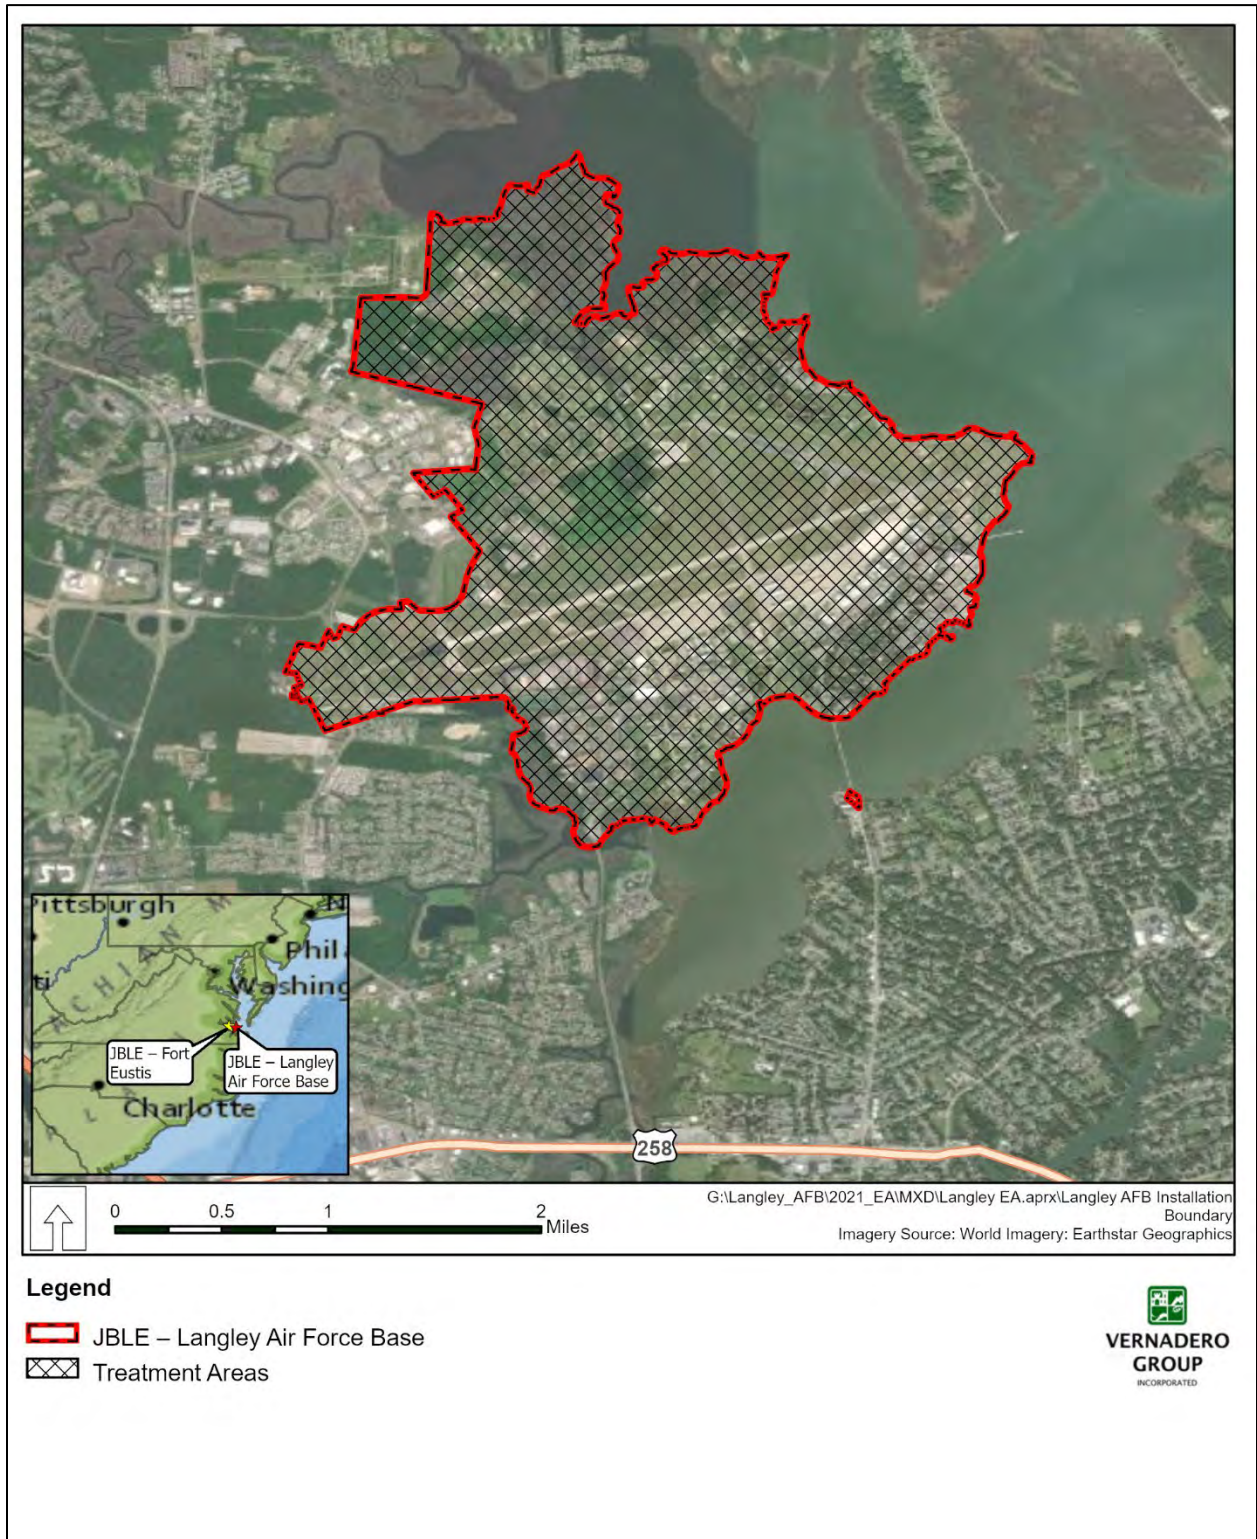 258
Pittsburgh
N
Phil
Washing
ti
CHIAN
M
JBLE – Fort
Eustis
JBLE – Langley
Air Force Base
Charlotte
0
0.5
1
2
Miles
G:\Langley_AFB\2021_EA\MXD\Langley EA.aprx\Langley AFB Installation
Boundary
Imagery Source: World Imagery: Earthstar Geographics
Legend
JBLE – Langley Air Force Base
Treatment Areas
VERNADERO
GROUP
INCORPORATED